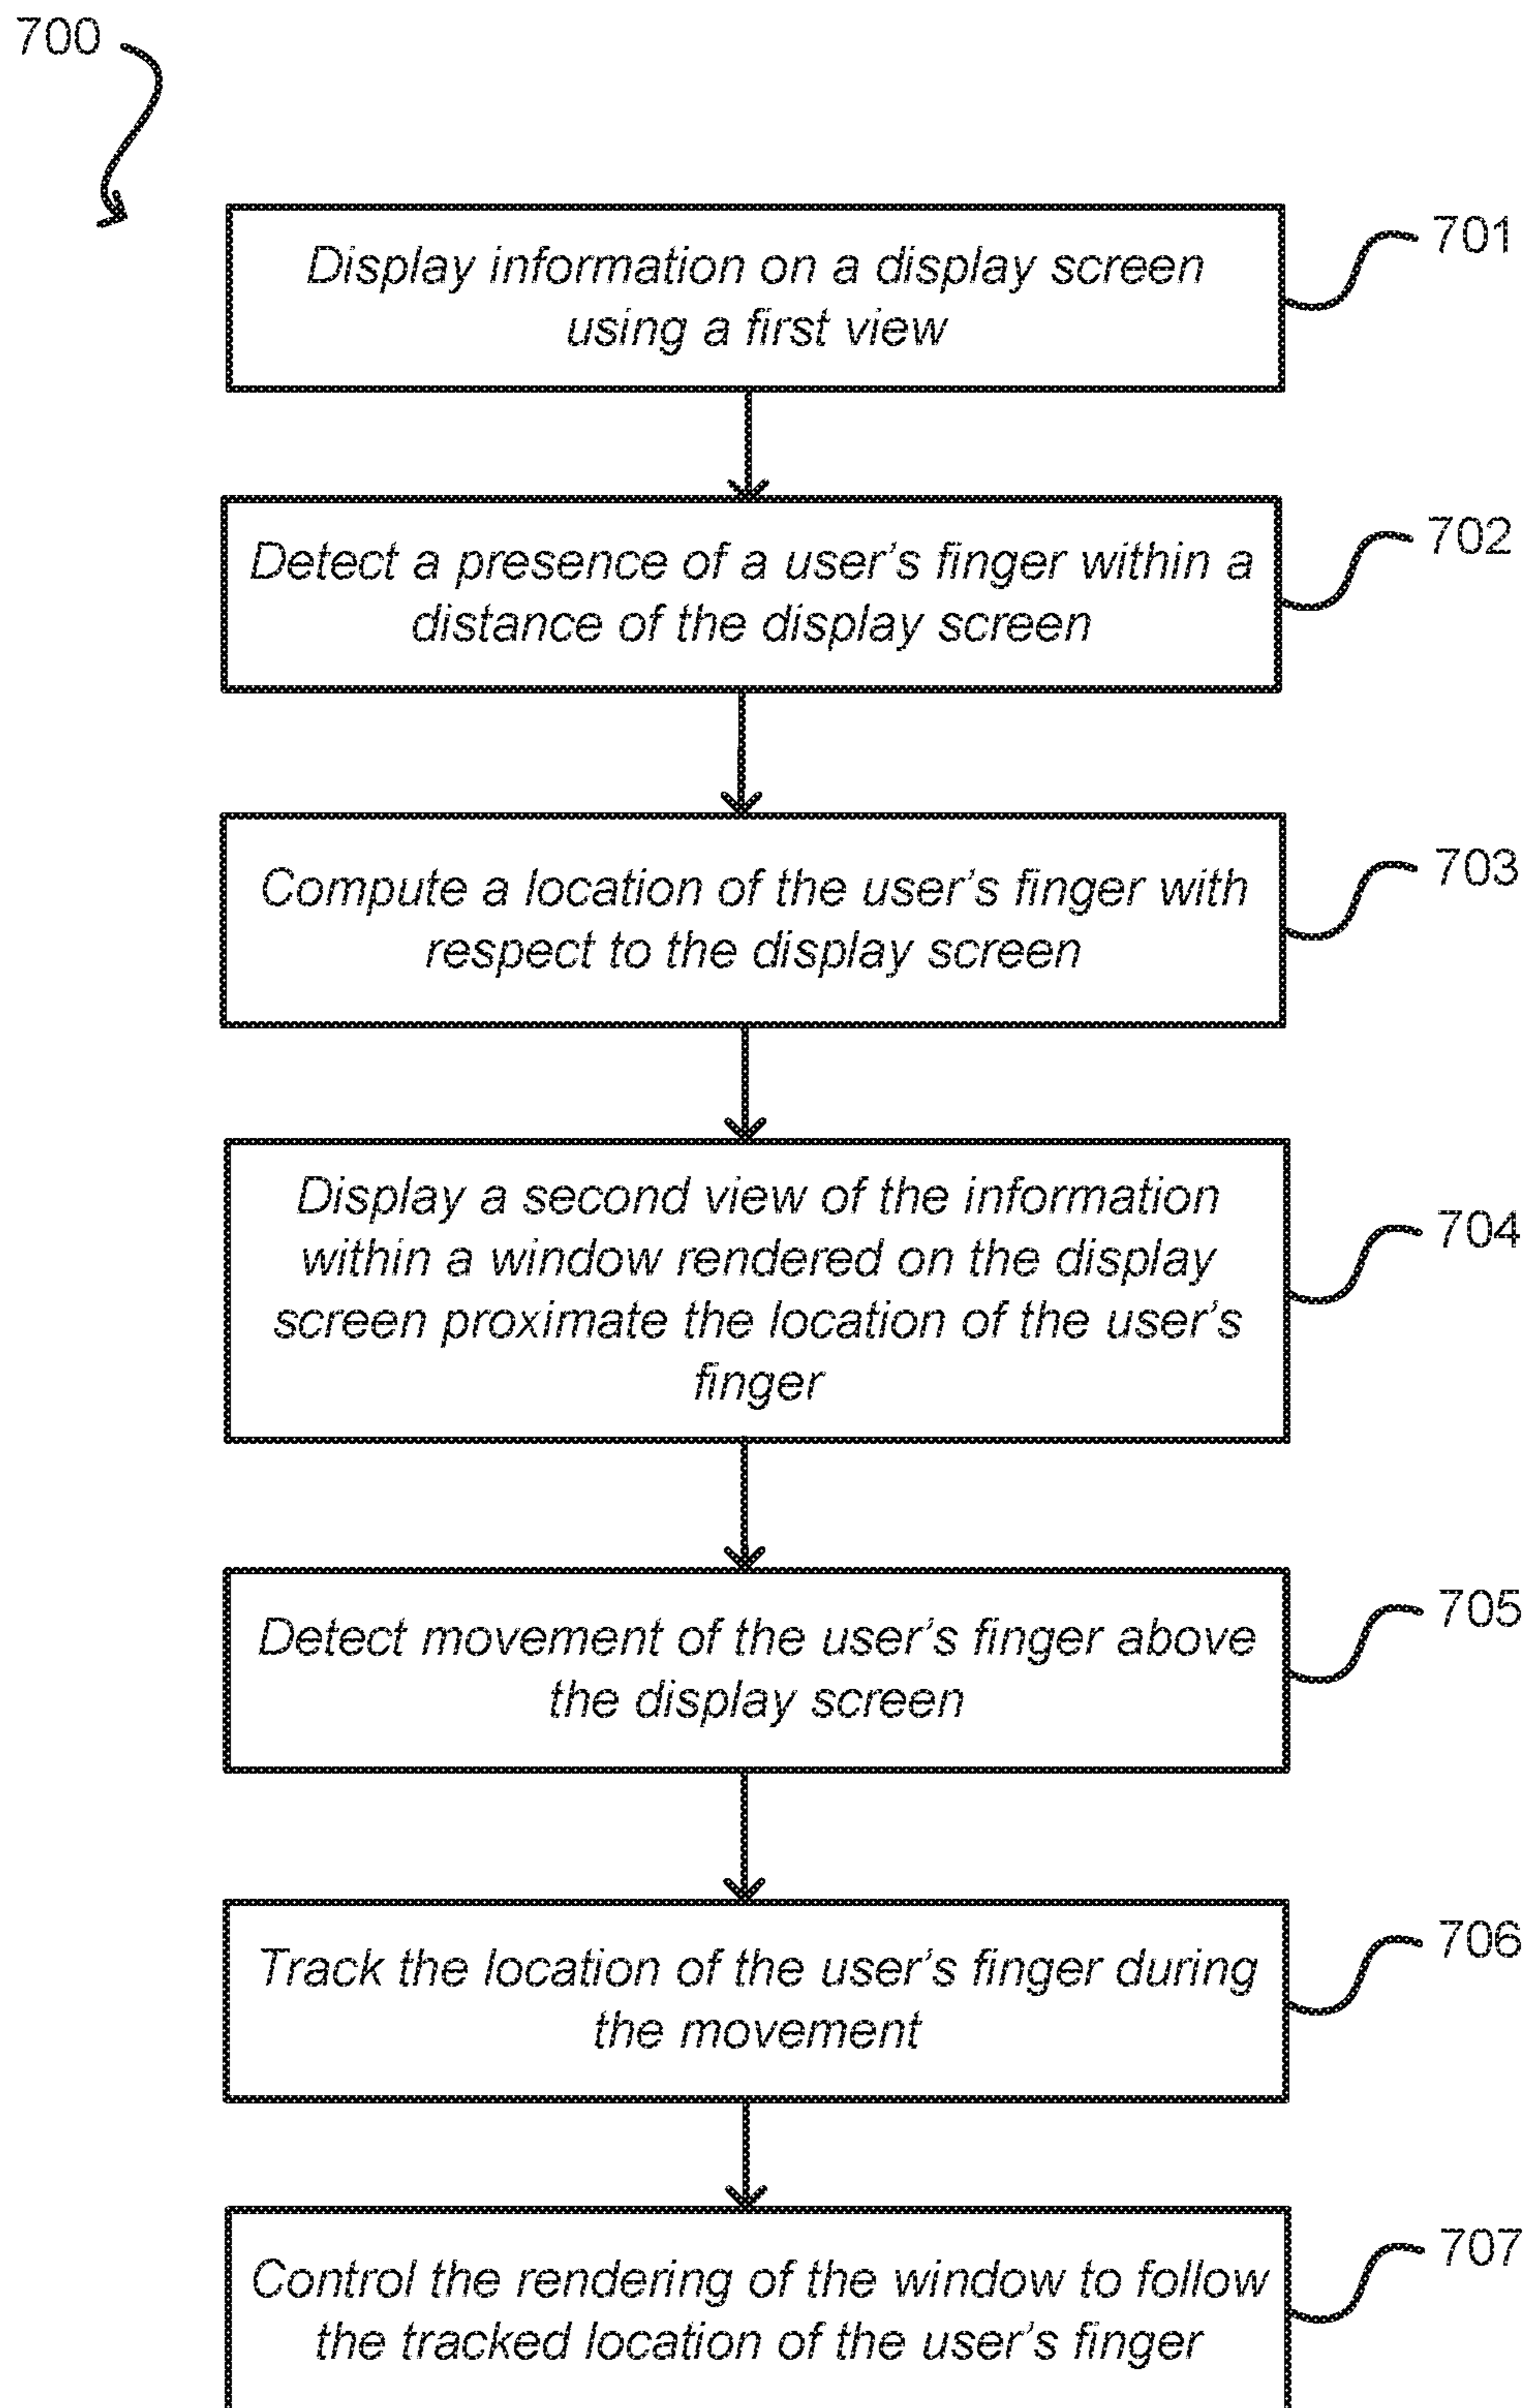 700
Display information on a display screen
using a first view
701
Detect a presence of a user's finger within a
distance of the display screen
702
Compute a location of the user's finger with
respect to the display screen
703
Display a second view of the information
within a window rendered on the display
screen proximate the location of the user's
finger
704
Detect movement of the user's finger above
the display screen
705
Track the location of the user's finger during
the movement
706
Control the rendering of the window to follow
the tracked location of the user's finger
707